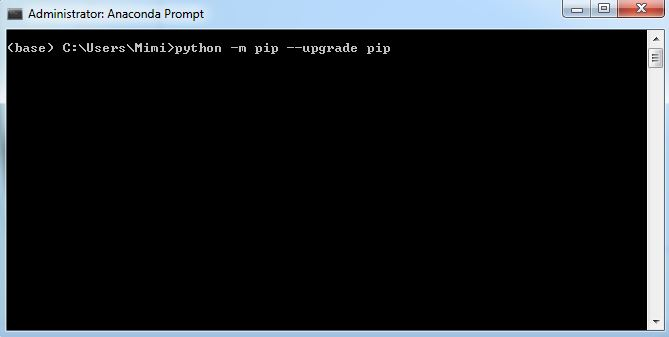 Administrator: Anaconda Prompt
(base) C:\Users\Mimi>python -m pip --upgrade pip